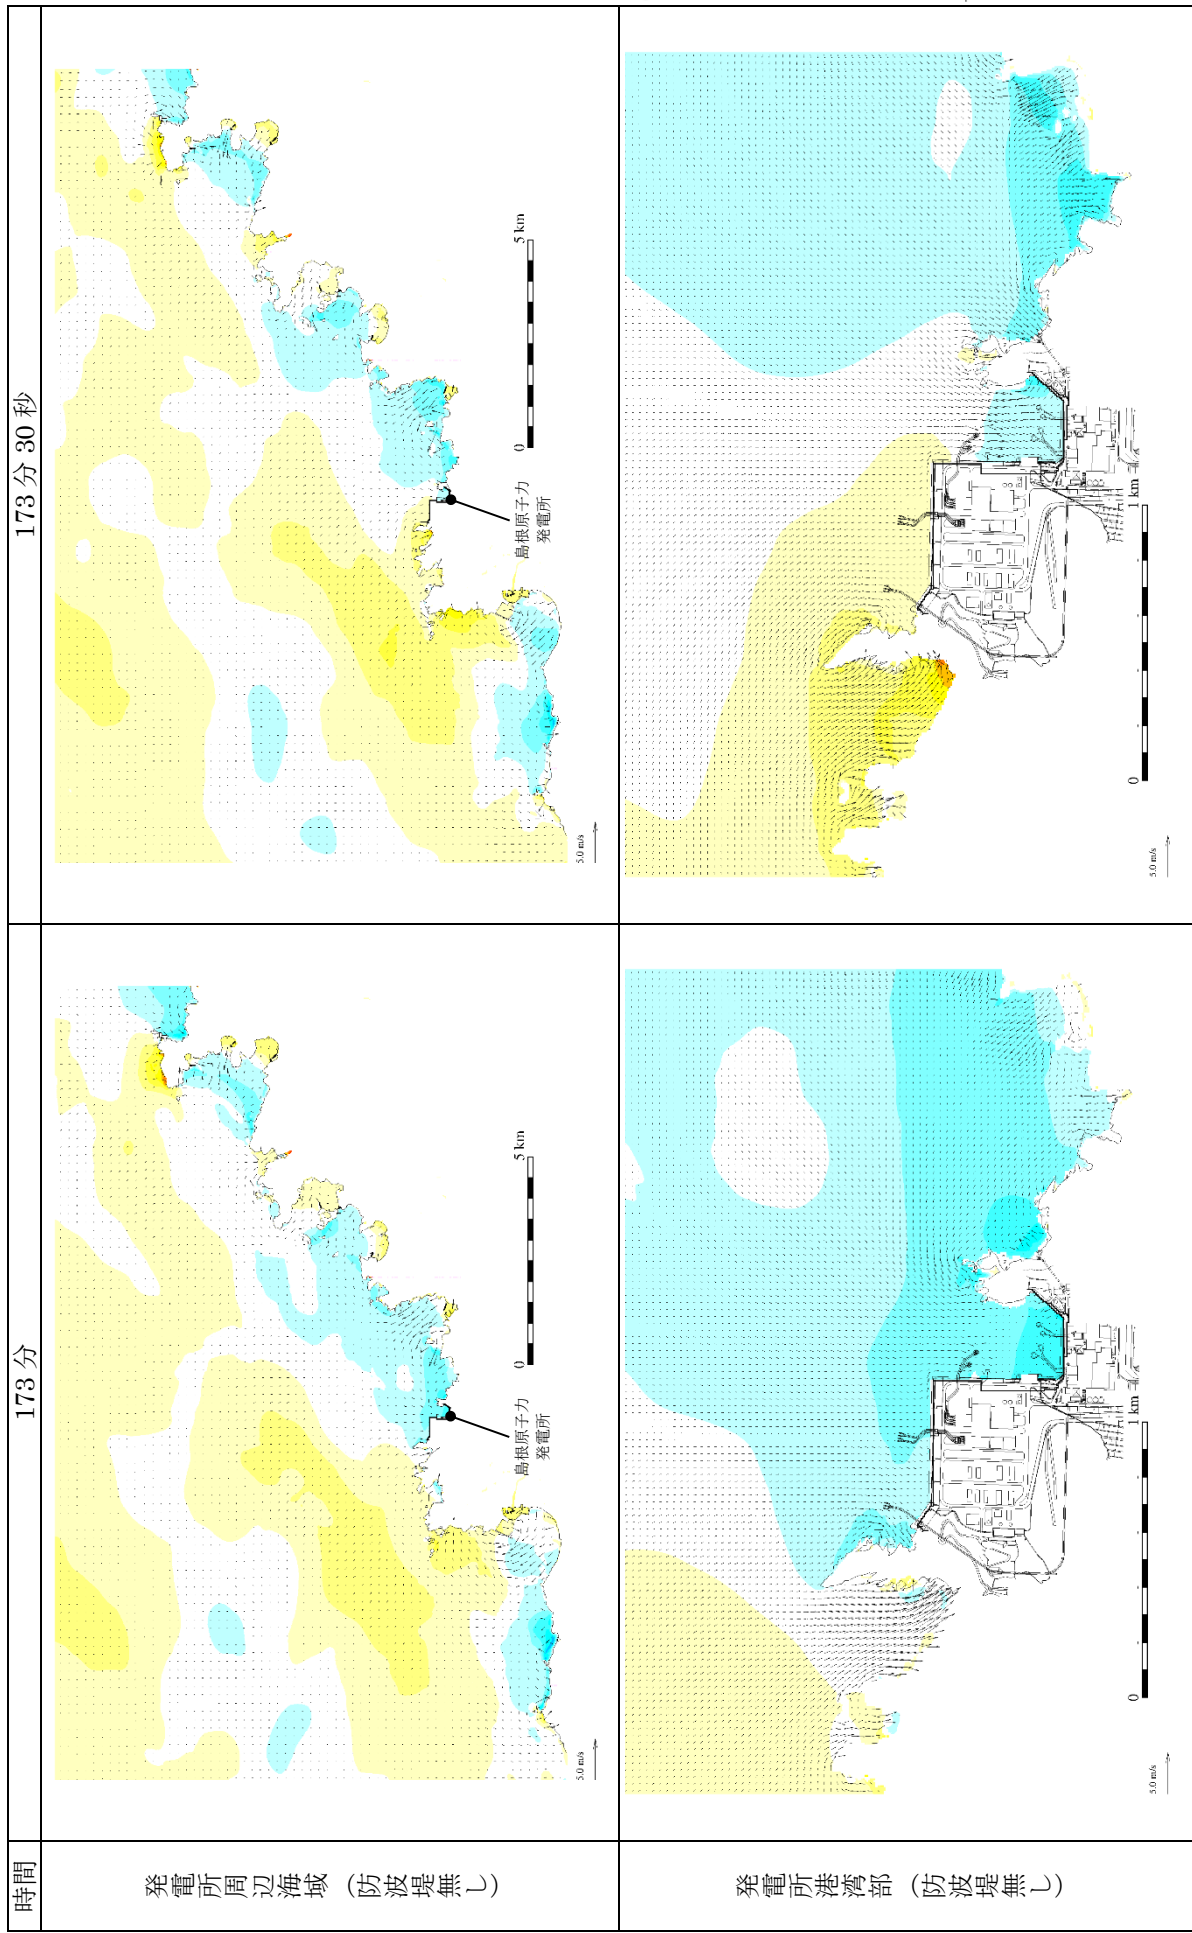 時間
173分
173分30秒
発電所周辺海域（防波堤無し）
島根原子力
発電所
0
5 km
5.0 m/s
島根原子力
発電所
0
5 km
5.0 m/s
発電所港湾部（防波堤無し）
0
1 km
5.0 m/s
0
1 km
5.0 m/s